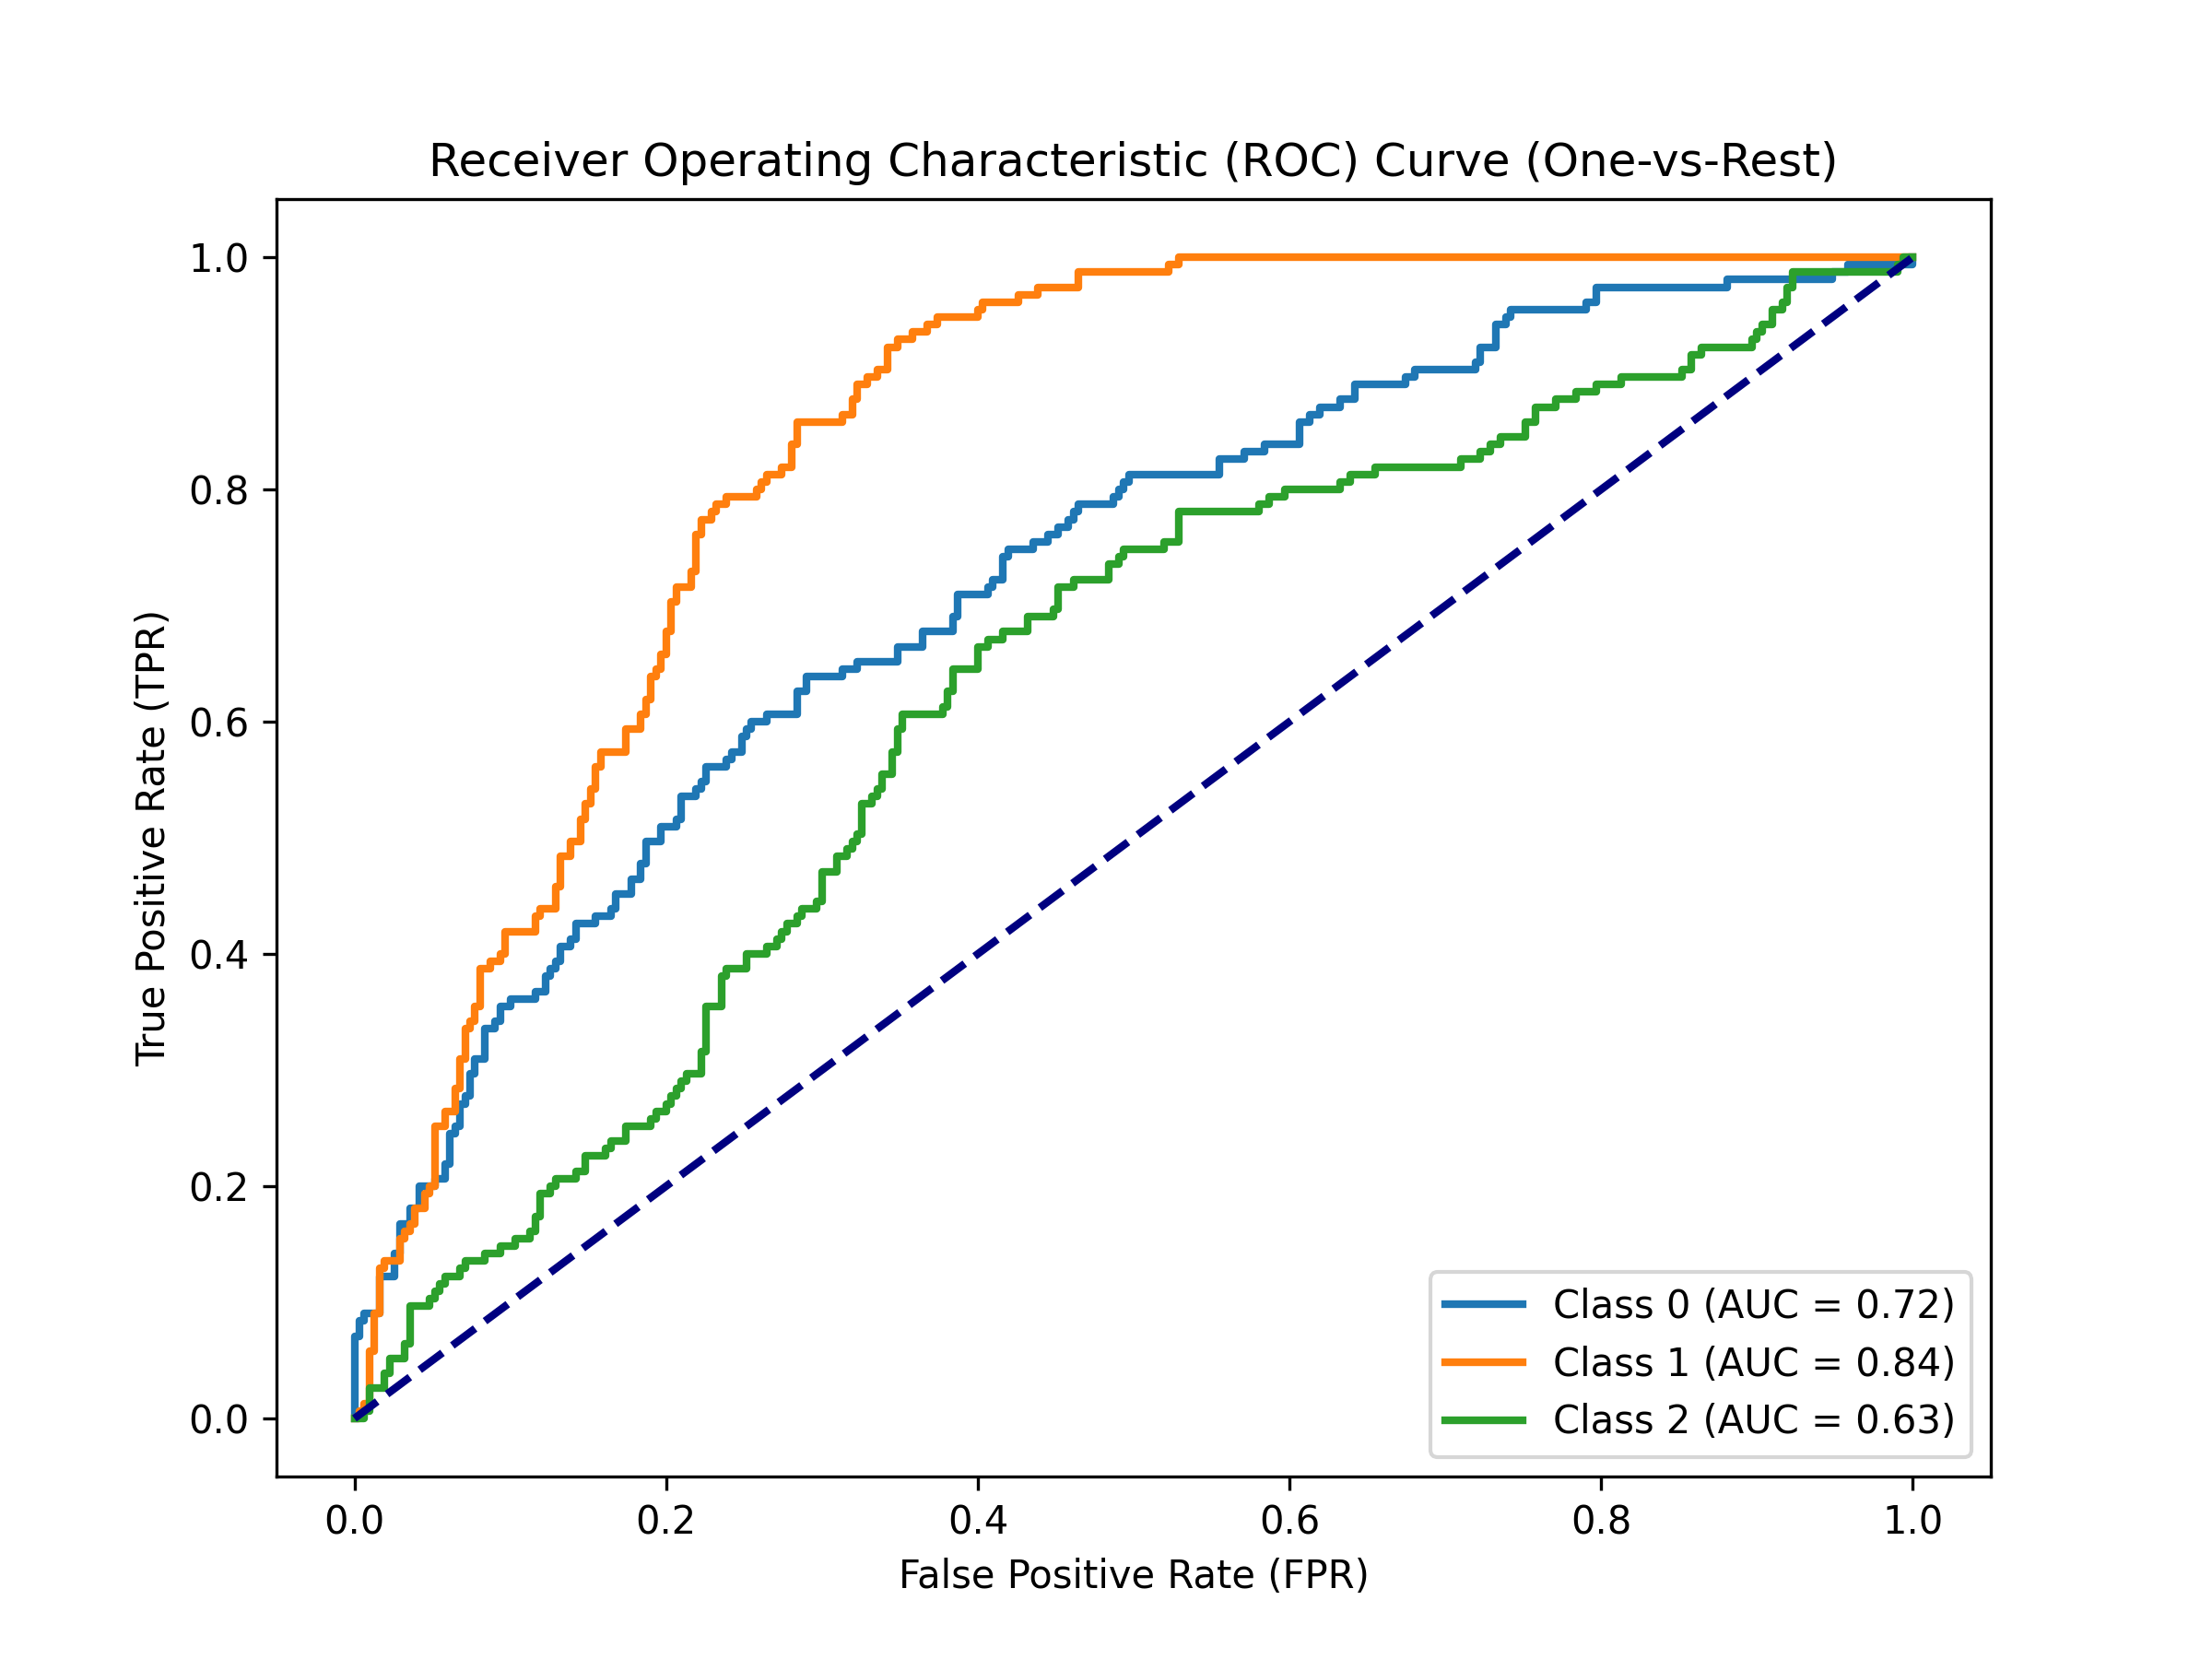 Receiver Operating Characteristic (ROC) Curve (One-vs-Rest)
True Positive Rate (TPR)
1.0
0.8
0.6
0.4
0.2
0.0
Class 0 (AUC = 0.72)
Class 1 (AUC = 0.84)
Class 2 (AUC = 0.63)
0.0 0.2 0.4 0.6 0.8 1.0
False Positive Rate (FPR)